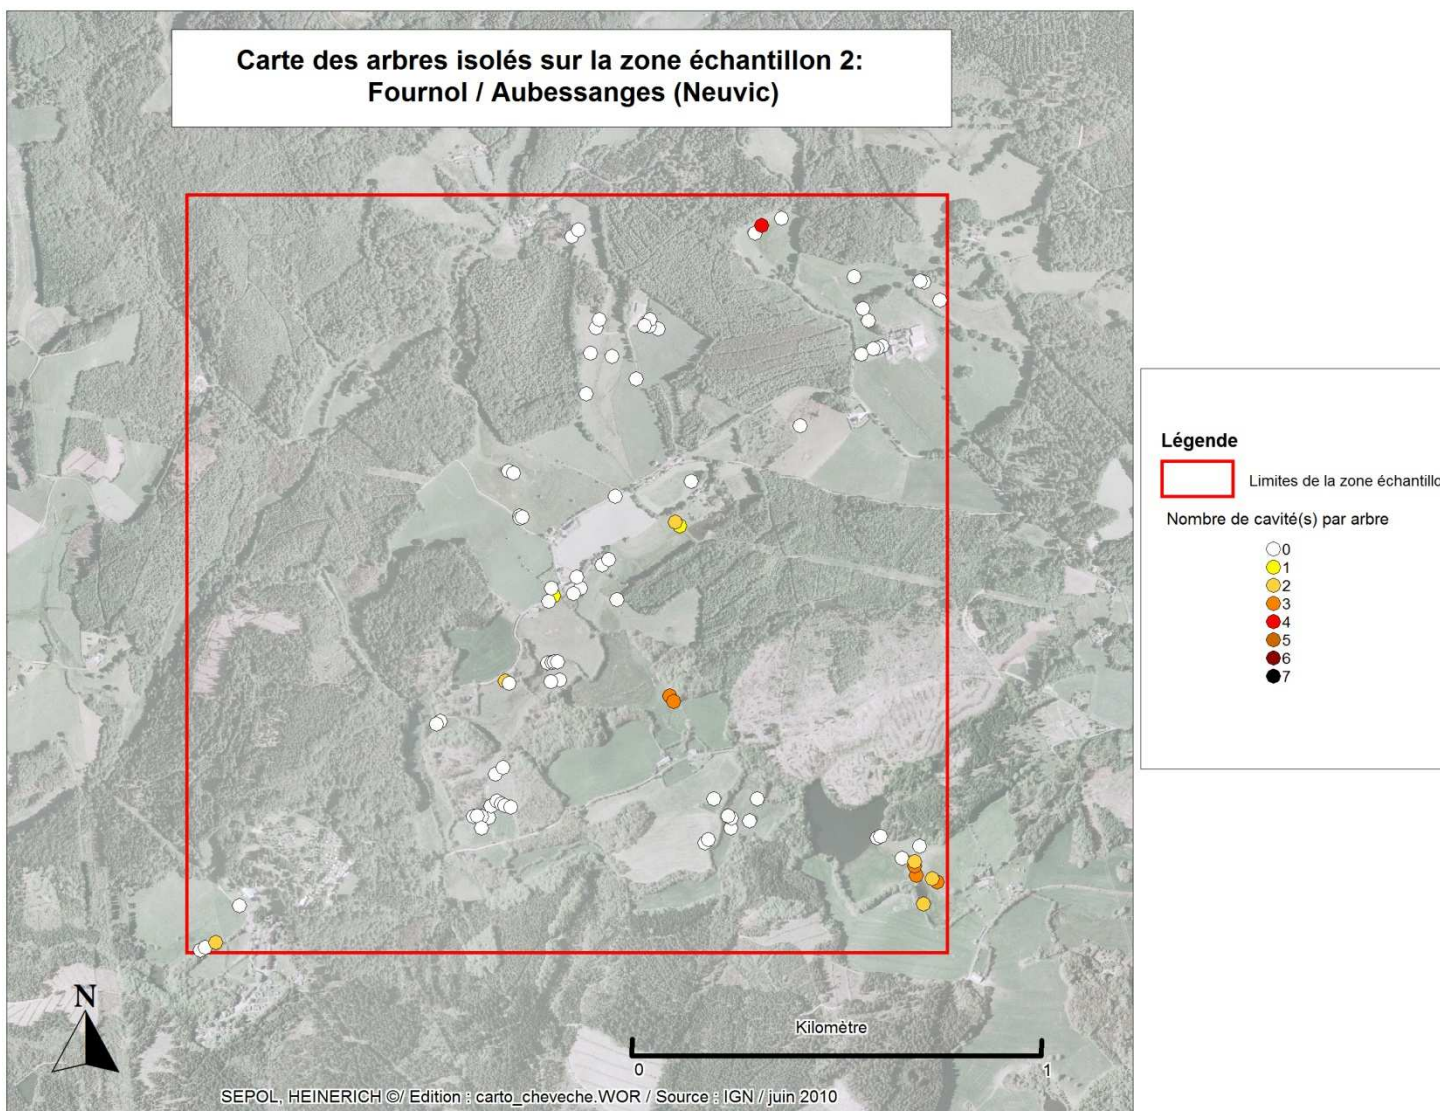 Carte des arbres isolés sur la zone échantillon 2:
Fournol / Aubessanges (Neuvic)
Légende
Limites de la zone échantillo
Nombre de cavité(s) par arbre
0
1
2
3
4
5
6
7
N
Kilomètre
0 1
SEPOL, HEINERICH ©/ Edition : carto_cheveche.WOR / Source : IGN / juin 2010